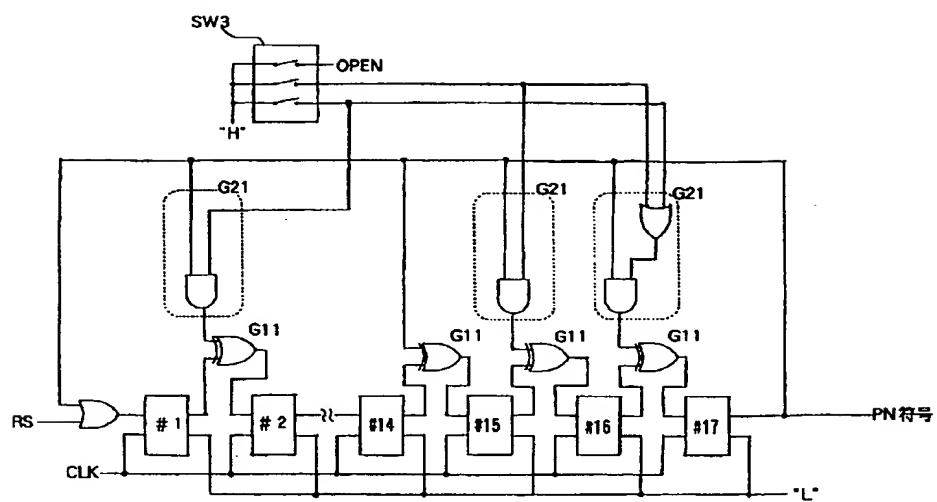 SW3
OPEN
"H"
G21
G21
G21
G11
G11
G11
G11
RS
# 1
# 2
#14
#15
#16
#17
PN符号
CLK
"L"